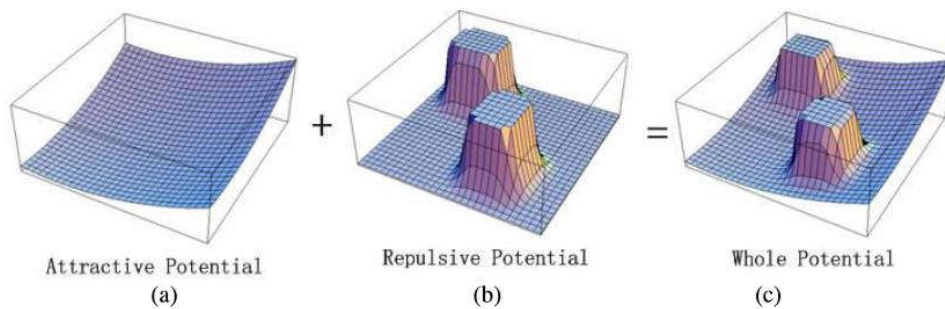 +
=
Attractive Potential
Repulsive Potential
Whole Potential
(a)
(b)
(c)